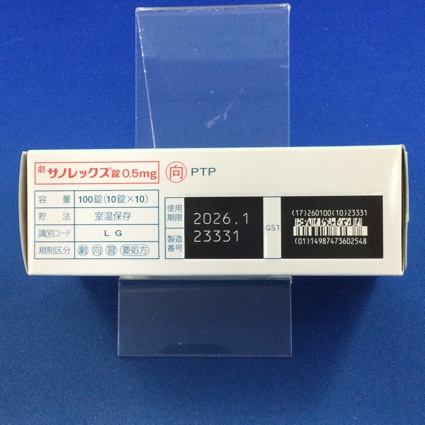 劇 サノレックス錠0.5mg 向 PTP
容量 100錠(10錠×10)
貯法 室温保存
識別コード LG
規制区分 劇 向 習 要処方
使用期限 2026.1
製造番号 23331
GS1
(17)260100(10)23331
(01)14987473602548